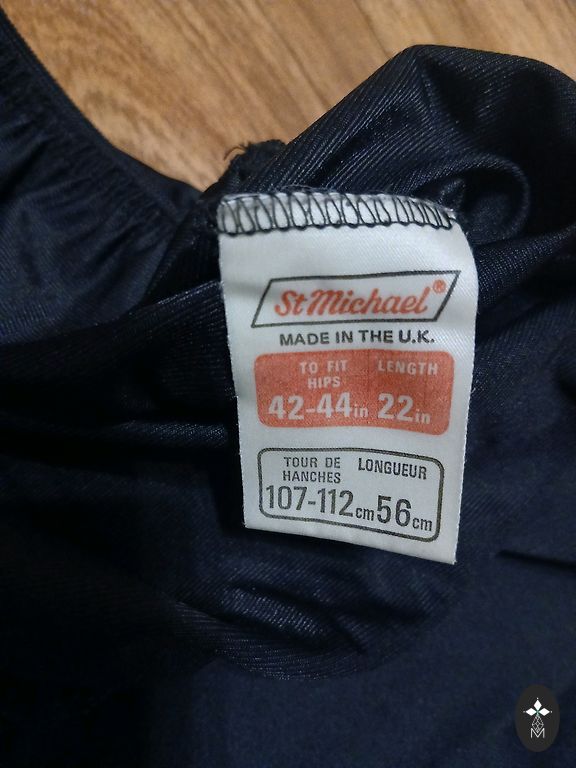 St Michael®
MADE IN THE U.K.
TO FIT HIPS LENGTH
42-44in 22in
TOUR DE HANCHES LONGUEUR
107-112cm 56cm